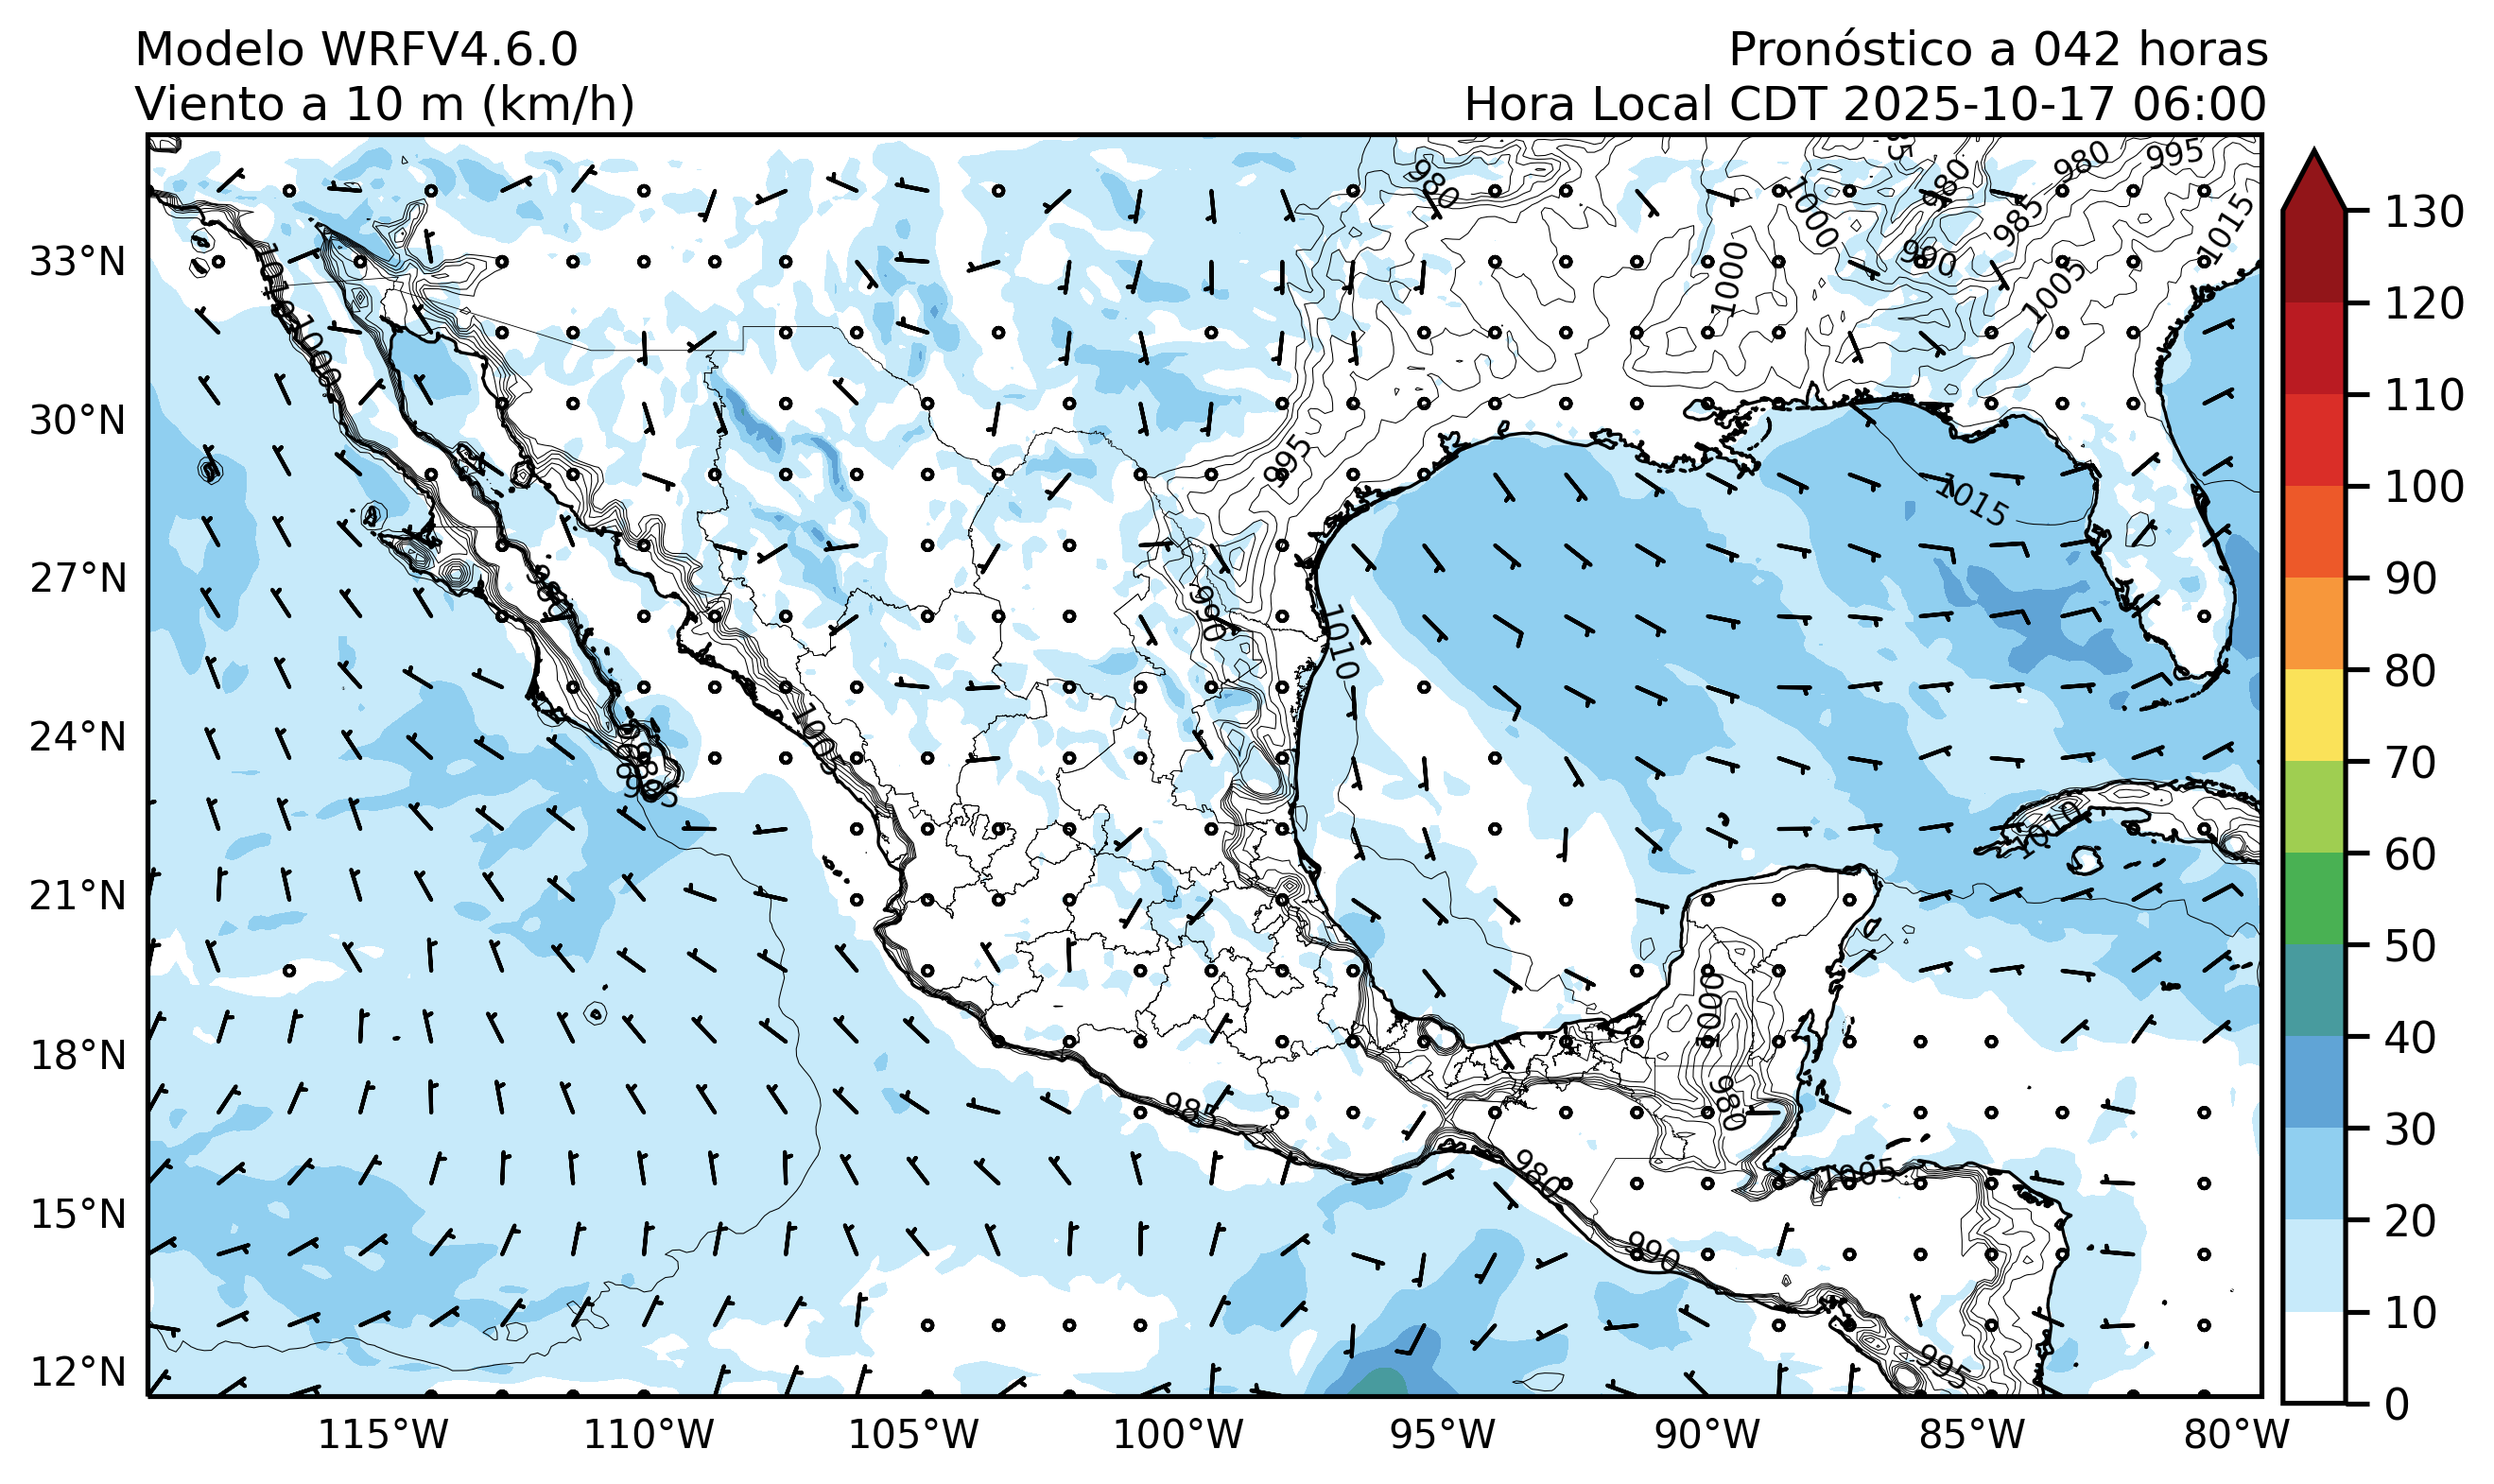 Modelo WRFV4.6.0
Pronóstico a 042 horas
Viento a 10 m (km/h)
Hora Local CDT 2025-10-17 06:00
33°N
30°N
27°N
24°N
21°N
18°N
15°N
12°N
115°W
110°W
105°W
100°W
95°W
90°W
85°W
80°W
130
120
110
100
90
80
70
60
50
40
30
20
10
0
980
980
980
995
1000
985
990
1015
1005
1000
995
1015
990
1010
1005
985
1010
1000
980
985
980
1005
990
995